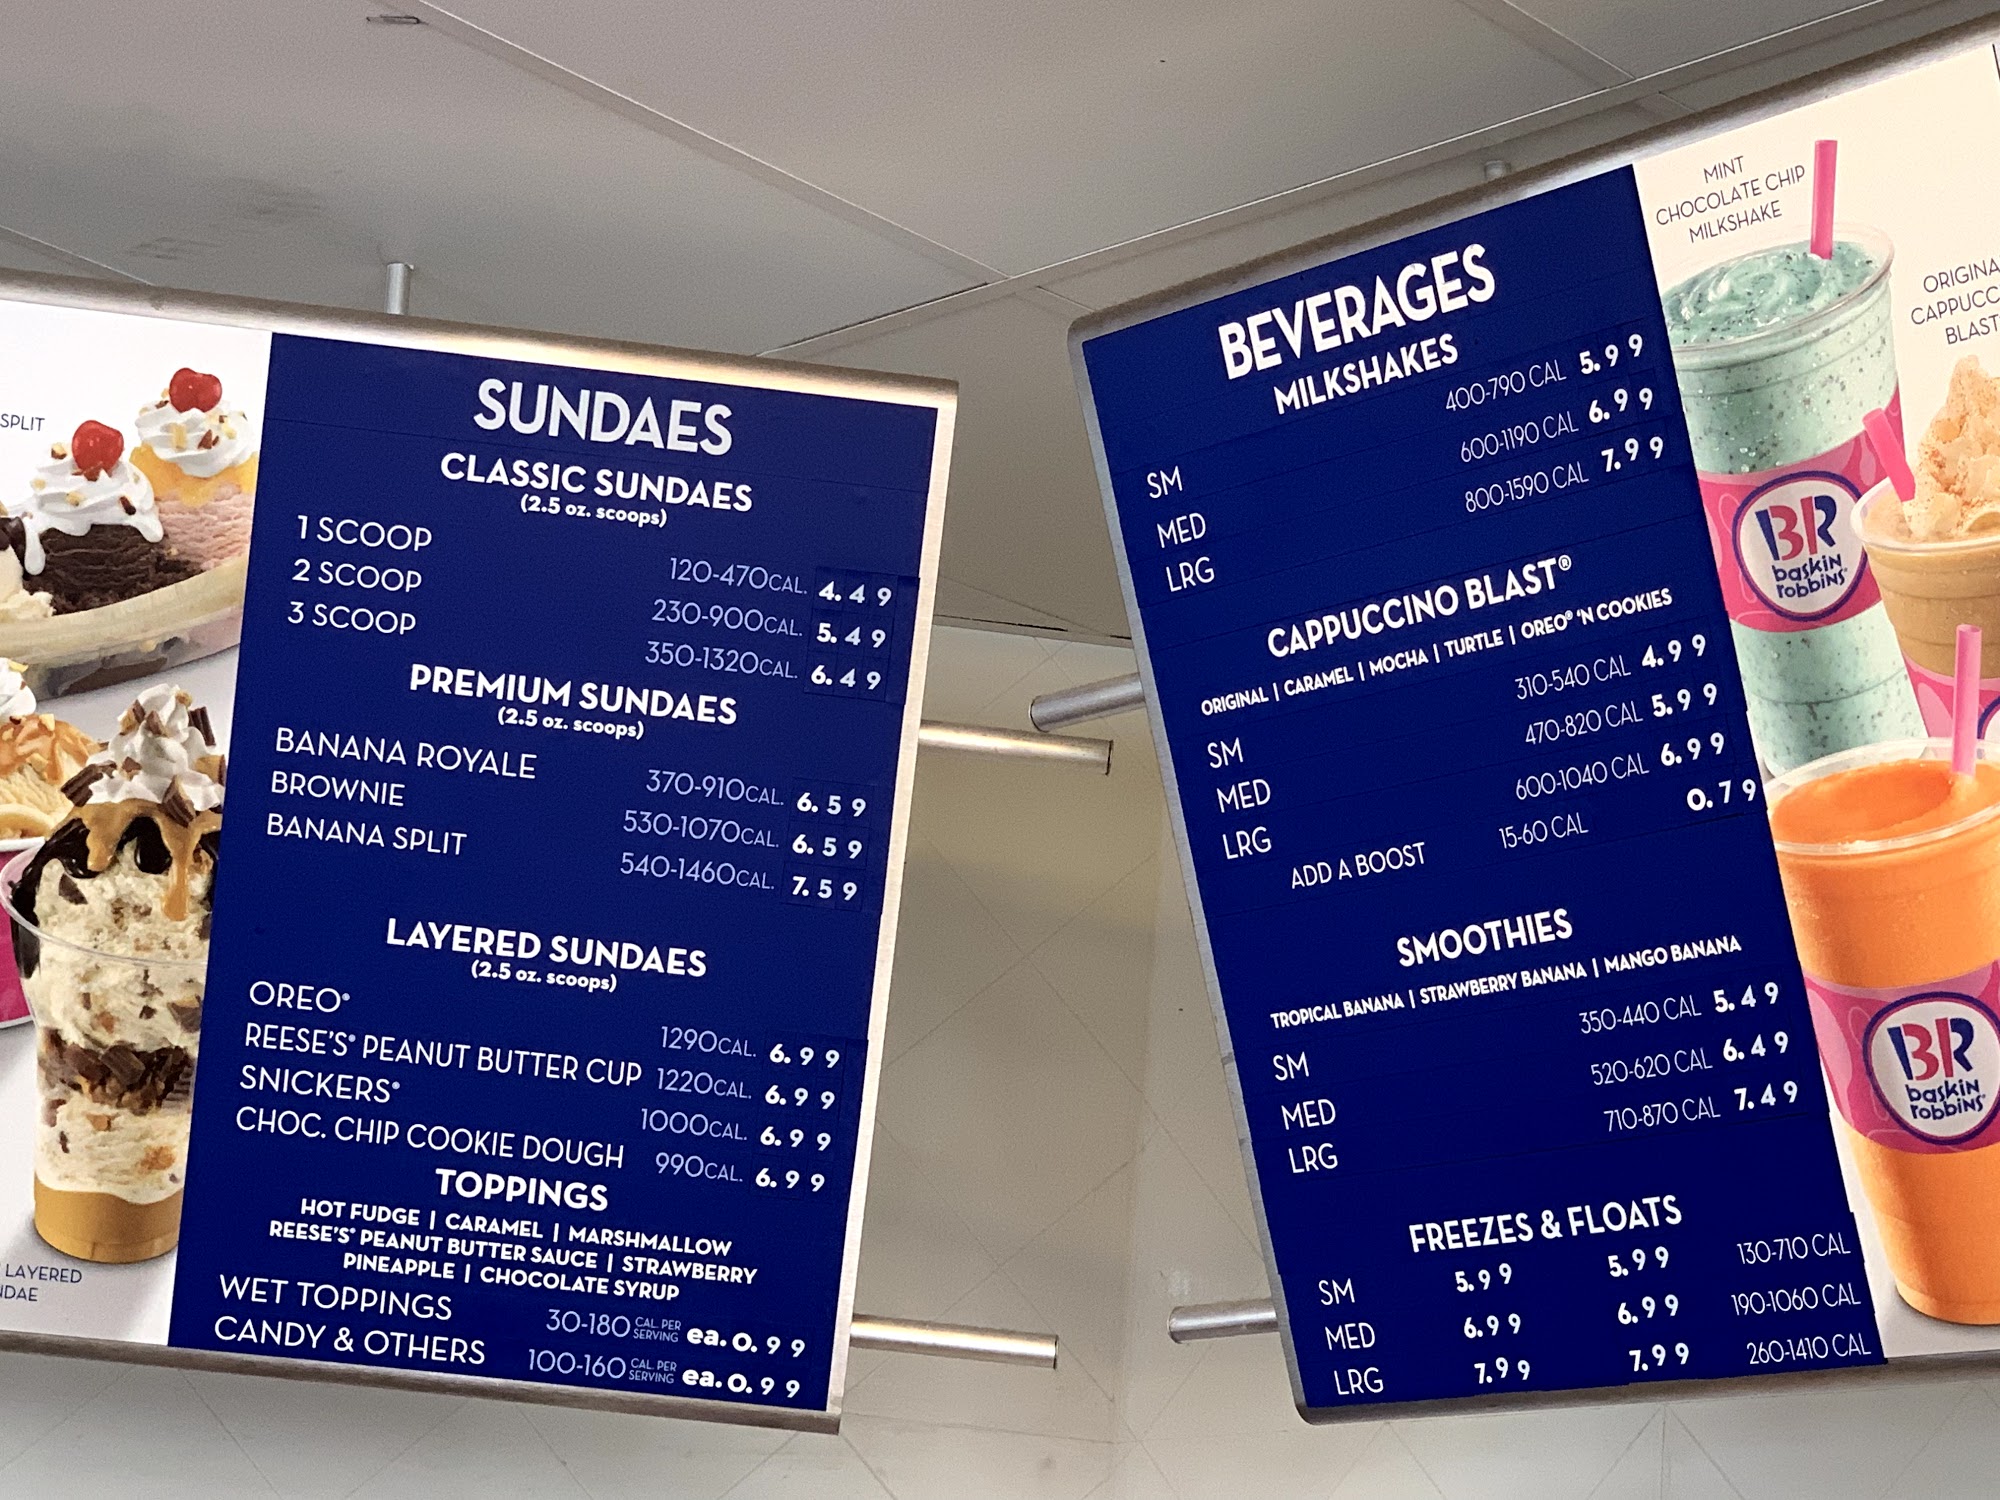 SPLIT
LAYERED
SUNDAES
CLASSIC SUNDAES
(2.5 oz. scoops)
1 SCOOP 120-470CAL. 4.49
2 SCOOP 230-900CAL. 5.49
3 SCOOP 350-1320CAL. 6.49
PREMIUM SUNDAES
(2.5 oz. scoops)
BANANA ROYALE 370-910CAL. 6.59
BROWNIE 530-1070CAL. 6.59
BANANA SPLIT 540-1460CAL. 7.59
LAYERED SUNDAES
(2.5 oz. scoops)
OREO® 1290CAL. 6.99
REESE'S® PEANUT BUTTER CUP 1220CAL. 6.99
SNICKERS® 1000CAL. 6.99
CHOC. CHIP COOKIE DOUGH 990CAL. 6.99
TOPPINGS
HOT FUDGE | CARAMEL | MARSHMALLOW
REESE'S® PEANUT BUTTER SAUCE | STRAWBERRY
PINEAPPLE | CHOCOLATE SYRUP
WET TOPPINGS 30-180 CAL. PER SERVING ea. 0.99
CANDY & OTHERS 100-160 CAL. PER SERVING ea. 0.99
BEVERAGES
MILKSHAKES
SM 400-790 CAL 5.99
MED 600-1190 CAL 6.99
LRG 800-1590 CAL 7.99
CAPPUCCINO BLAST®
ORIGINAL | CARAMEL | MOCHA | TURTLE | OREO® 'N COOKIES
SM 310-540 CAL 4.99
MED 470-820 CAL 5.99
LRG 600-1040 CAL 6.99
ADD A BOOST 15-60 CAL 0.79
SMOOTHIES
TROPICAL BANANA | STRAWBERRY BANANA | MANGO BANANA
SM 350-440 CAL 5.49
MED 520-620 CAL 6.49
LRG 710-870 CAL 7.49
FREEZES & FLOATS
SM 5.99 5.99 130-710 CAL
MED 6.99 6.99 190-1060 CAL
LRG 7.99 7.99 260-1410 CAL
MINT
CHOCOLATE CHIP
MILKSHAKE
BLAST
BR
baskin
robbins®
BR
baskin
robbins®